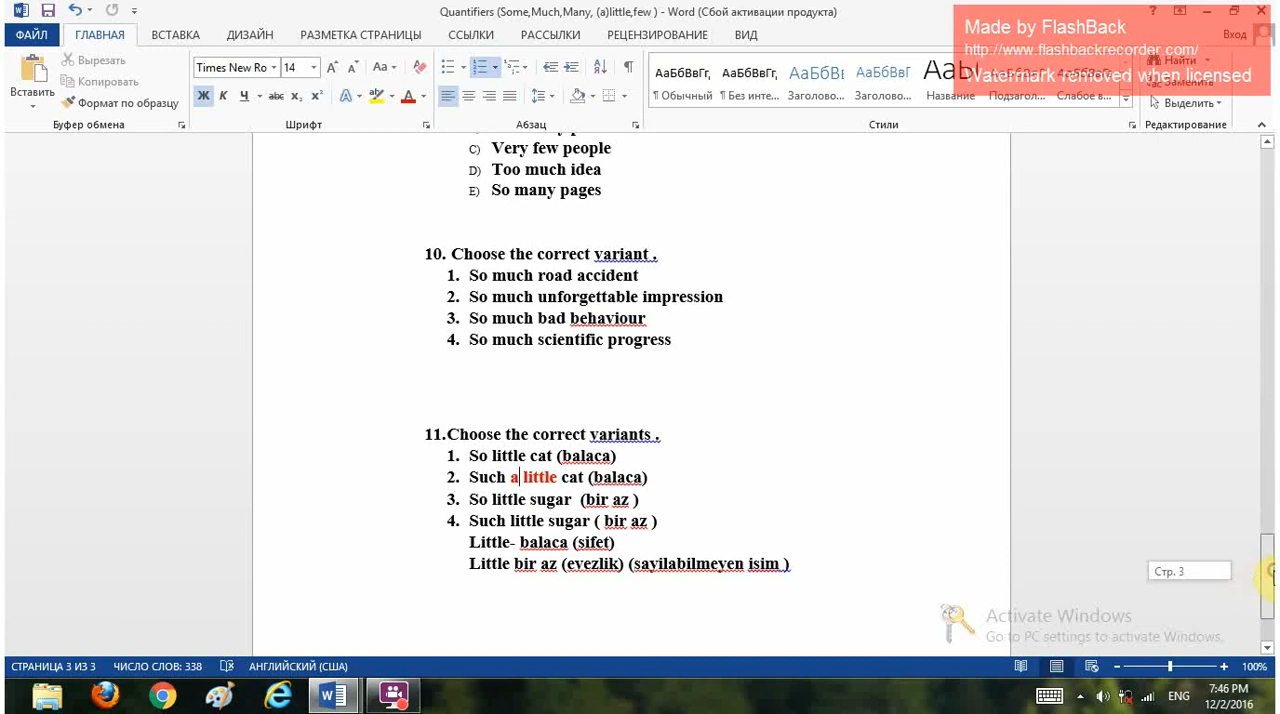 Quantifiers (Some,Much,Many, (a)little,few ) - Word (Сбой активации продукта)
Made by FlashBack
http://www.flashbackrecorder.com/
Watermark removed when licensed
ФАЙЛ ГЛАВНАЯ ВСТАВКА ДИЗАЙН РАЗМЕТКА СТРАНИЦЫ ССЫЛКИ РАССЫЛКИ РЕЦЕНЗИРОВАНИЕ ВИД Вход
Вставить
Вырезать
Копировать
Формат по образцу
Буфер обмена
Times New Ro 14
Ж К Ч abc
Шрифт
Абзац
АаБбВвГг, АаБбВвГг,
¶ Обычный ¶ Без инте... Заголово... Заголово... Название Подзагол... Слабое в...
Стили
Найти
Заменить
Выделить
Редактирование
C) Very few people
D) Too much idea
E) So many pages
10. Choose the correct variant .
1. So much road accident
2. So much unforgettable impression
3. So much bad behaviour
4. So much scientific progress
11.Choose the correct variants .
1. So little cat (balaca)
2. Such a little cat (balaca)
3. So little sugar (bir az )
4. Such little sugar ( bir az )
Little- balaca (sifet)
Little bir az (evezlik) (sayilabilmeyen isim )
Стр. 3
Activate Windows
Go to PC settings to activate Windows.
СТРАНИЦА 3 ИЗ 3 ЧИСЛО СЛОВ: 338 АНГЛИЙСКИЙ (США) 100%
ENG
7:46 PM
12/2/2016